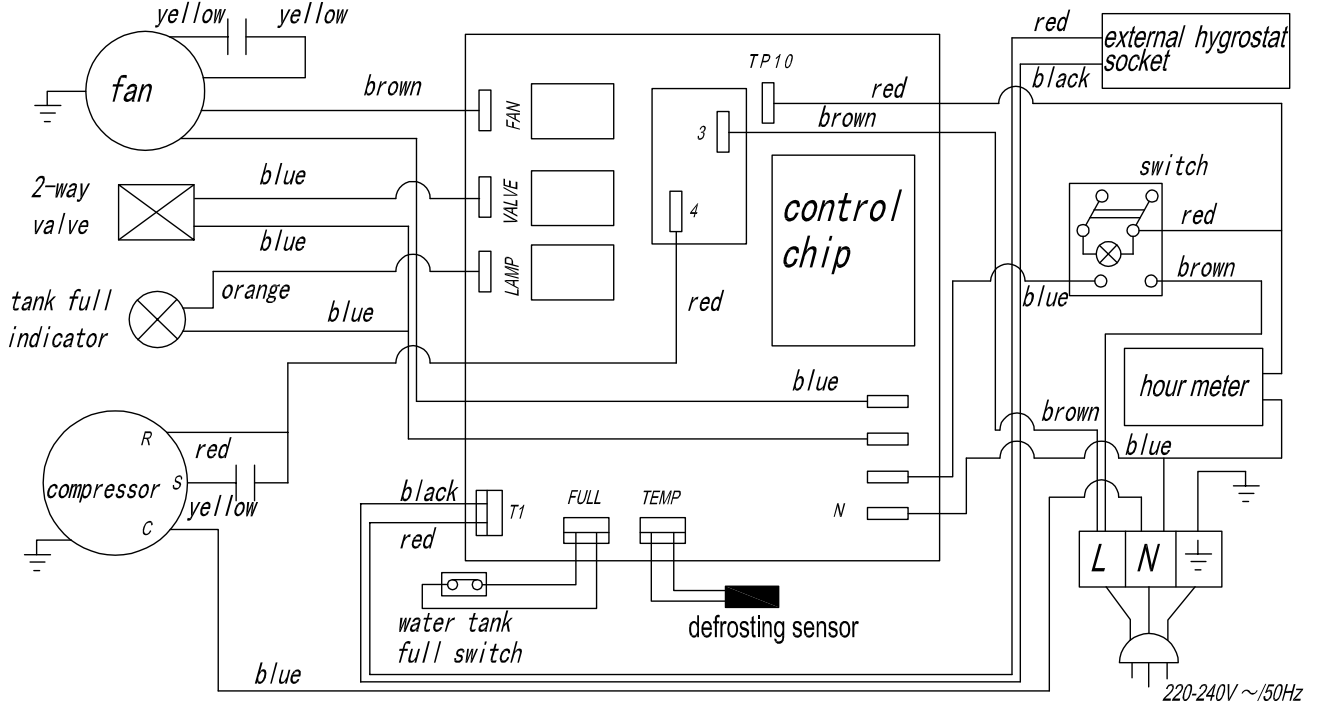 yellow yellow
fan
brown
FAN
2-way
valve
blue
blue
VALVE
tank full
indicator
orange
blue
LAMP
TP10
red
brown
3
4
red
control
chip
red
external hygrostat
socket
black
switch
red
brown
blue
hour meter
brown
blue
blue
N
R
red
compressor S
yellow
C
black
T1
red
FULL
TEMP
water tank
full switch
defrosting sensor
blue
L N
220-240V ~/50Hz